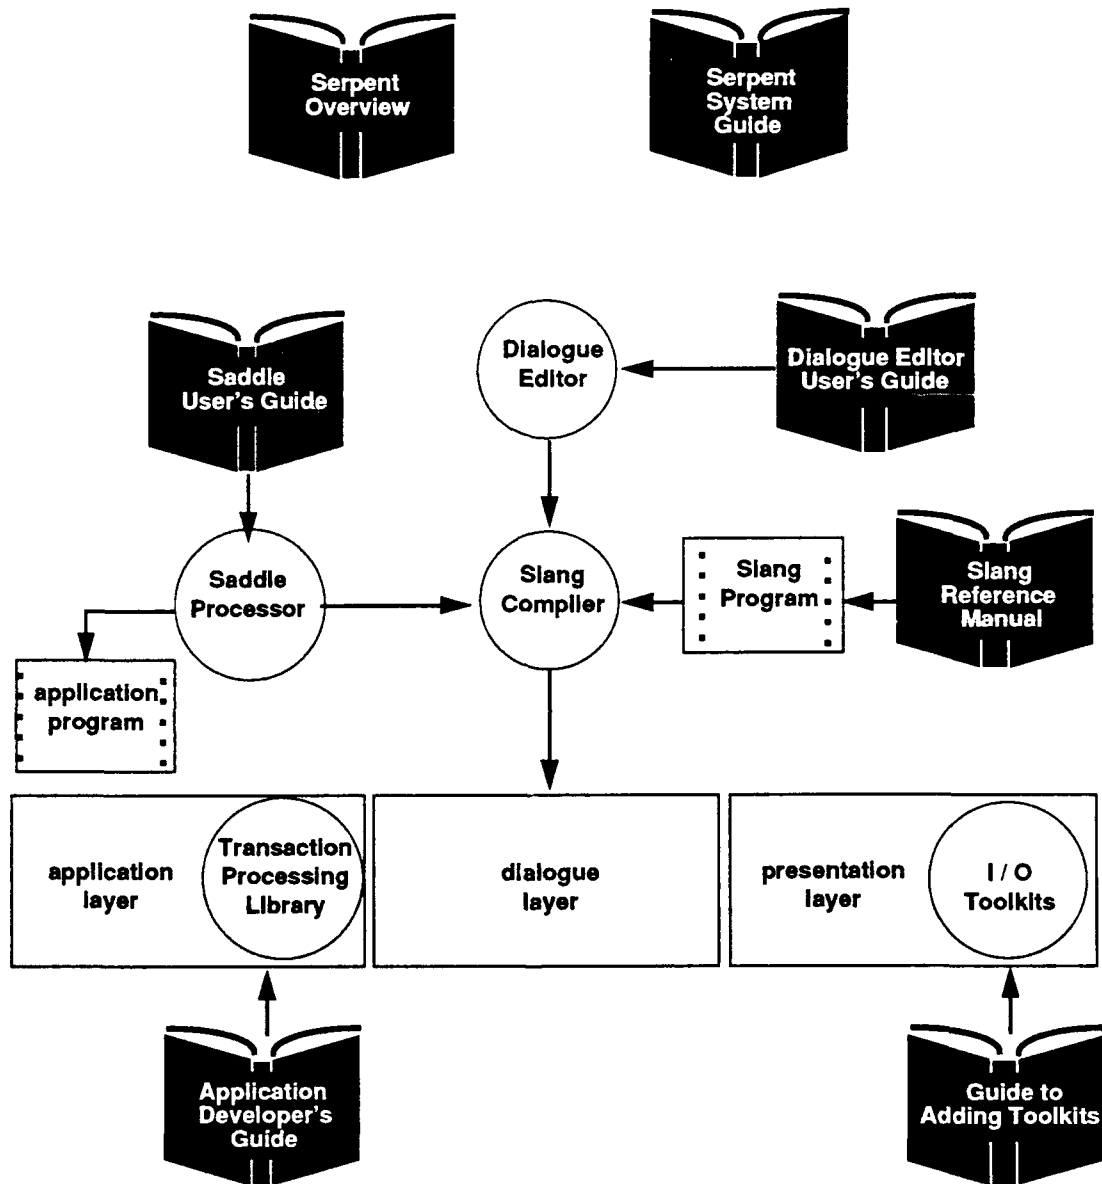 Serpent
Overview
Serpent
System
Guide
Saddle
User's Guide
Dialogue
Editor
Dialogue Editor
User's Guide
Saddle
Processor
Slang
Compiler
Slang
Program
Slang
Reference
Manual
application
program
application
layer
Transaction
Processing
Library
dialogue
layer
presentation
layer
I / O
Toolkits
Application
Developer's
Guide
Guide to
Adding Toolkits